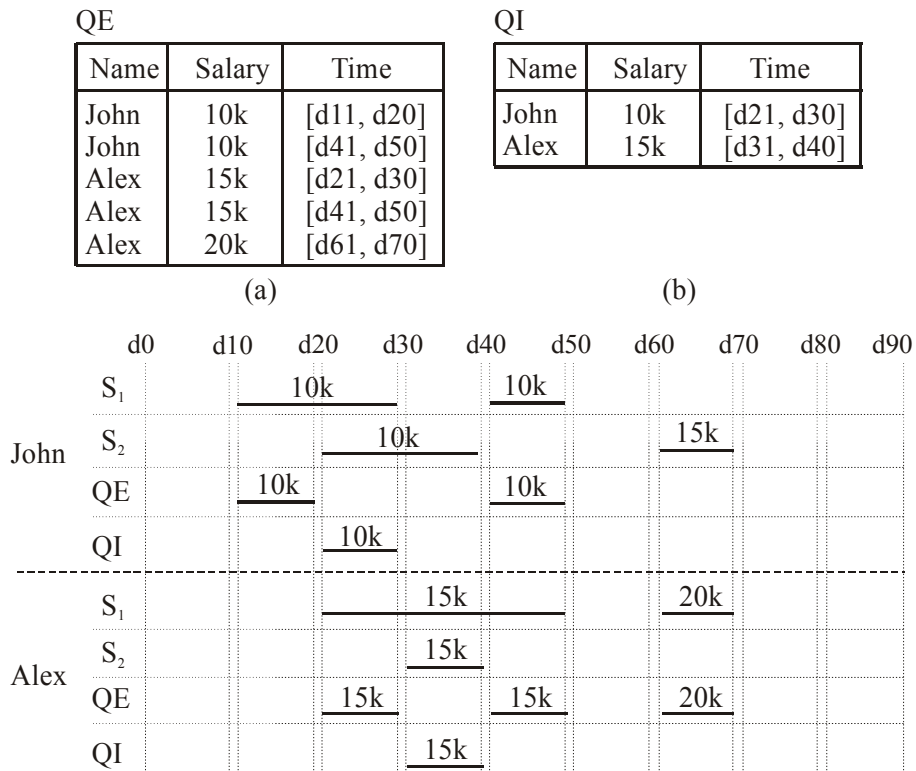 QE
Name Salary Time
John 10k [d11, d20]
John 10k [d41, d50]
Alex 15k [d21, d30]
Alex 15k [d41, d50]
Alex 20k [d61, d70]
(a)
QI
Name Salary Time
John 10k [d21, d30]
Alex 15k [d31, d40]
(b)
d0 d10 d20 d30 d40 d50 d60 d70 d80 d90
John
S₁ 10k 10k
S₂ 10k 15k
QE 10k 10k
QI 10k
Alex
S₁ 15k 20k
S₂ 15k
QE 15k 15k 20k
QI 15k